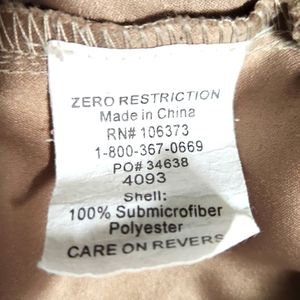 ZERO RESTRICTION
Made in China
RN# 106373
1-800-367-0669
PO# 34638
4093
Shell:
100% Submicrofiber
Polyester
CARE ON REVERS